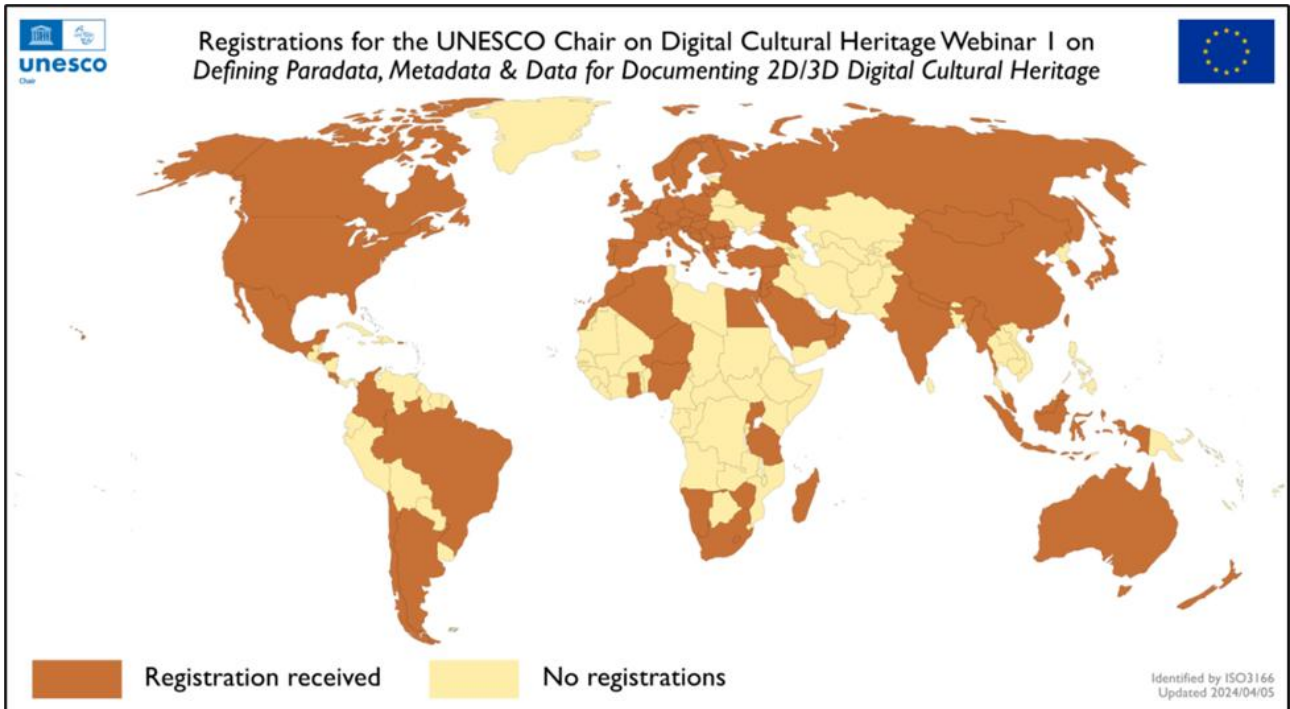 unesco
Chair
Registrations for the UNESCO Chair on Digital Cultural Heritage Webinar 1 on
Defining Paradata, Metadata & Data for Documenting 2D/3D Digital Cultural Heritage
Registration received
No registrations
Identified by ISO3166
Updated 2024/04/05